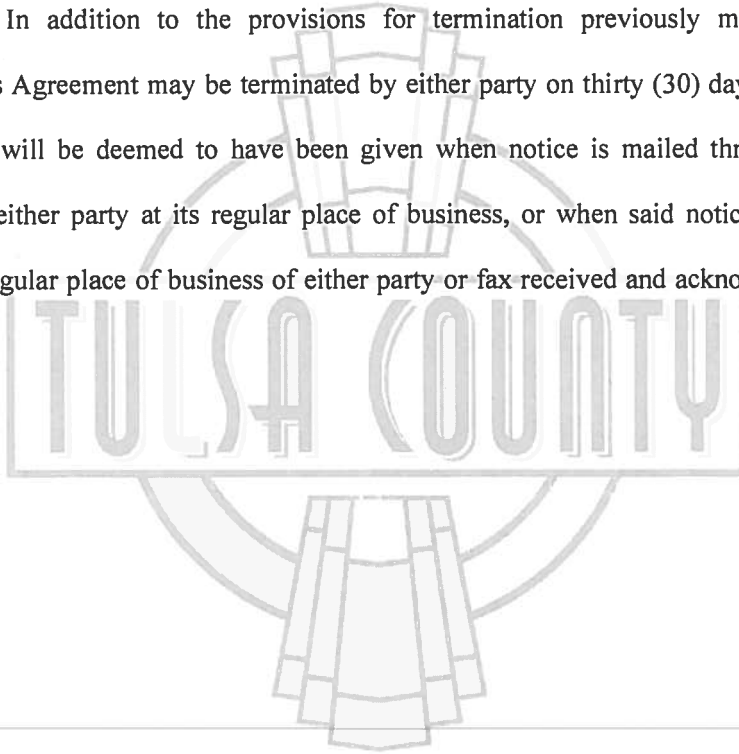 In addition to the provisions for termination previously m
s Agreement may be terminated by either party on thirty (30) day
will be deemed to have been given when notice is mailed thr
either party at its regular place of business, or when said notic
gular place of business of either party or fax received and ackno
TULSA COUNTY